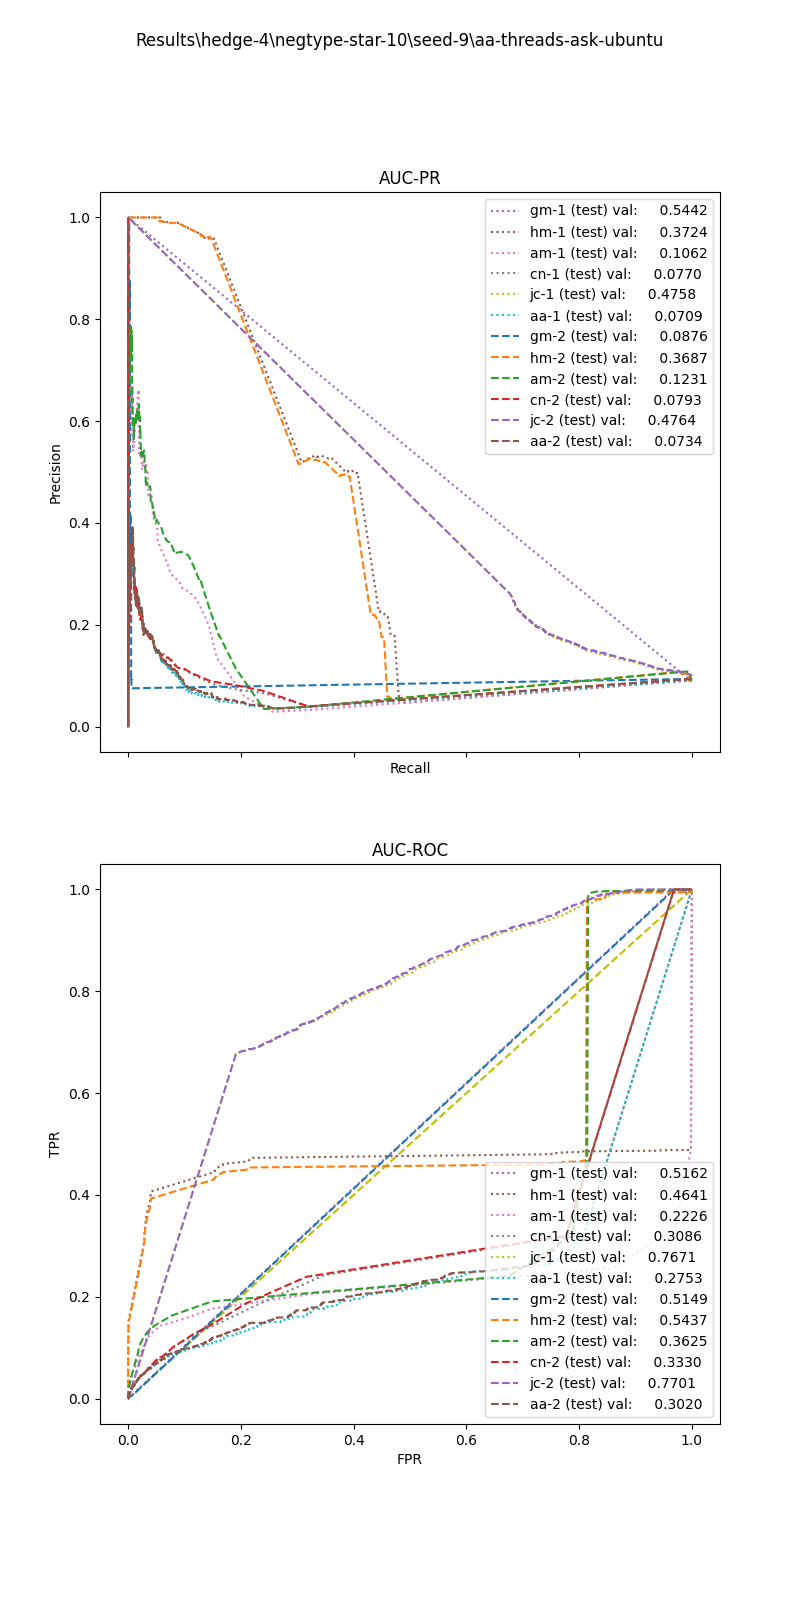 Results\hedge-4\negtype-star-10\seed-9\aa-threads-ask-ubuntu
AUC-PR
1.0
0.8
0.6
0.4
0.2
0.0
Precision
gm-1 (test) val: 0.5442
hm-1 (test) val: 0.3724
am-1 (test) val: 0.1062
cn-1 (test) val: 0.0770
jc-1 (test) val: 0.4758
aa-1 (test) val: 0.0709
gm-2 (test) val: 0.0876
hm-2 (test) val: 0.3687
am-2 (test) val: 0.1231
cn-2 (test) val: 0.0793
jc-2 (test) val: 0.4764
aa-2 (test) val: 0.0734
Recall
AUC-ROC
1.0
0.8
0.6
0.4
0.2
0.0
TPR
gm-1 (test) val: 0.5162
hm-1 (test) val: 0.4641
am-1 (test) val: 0.2226
cn-1 (test) val: 0.3086
jc-1 (test) val: 0.7671
aa-1 (test) val: 0.2753
gm-2 (test) val: 0.5149
hm-2 (test) val: 0.5437
am-2 (test) val: 0.3625
cn-2 (test) val: 0.3330
jc-2 (test) val: 0.7701
aa-2 (test) val: 0.3020
0.0 0.2 0.4 0.6 0.8 1.0
FPR